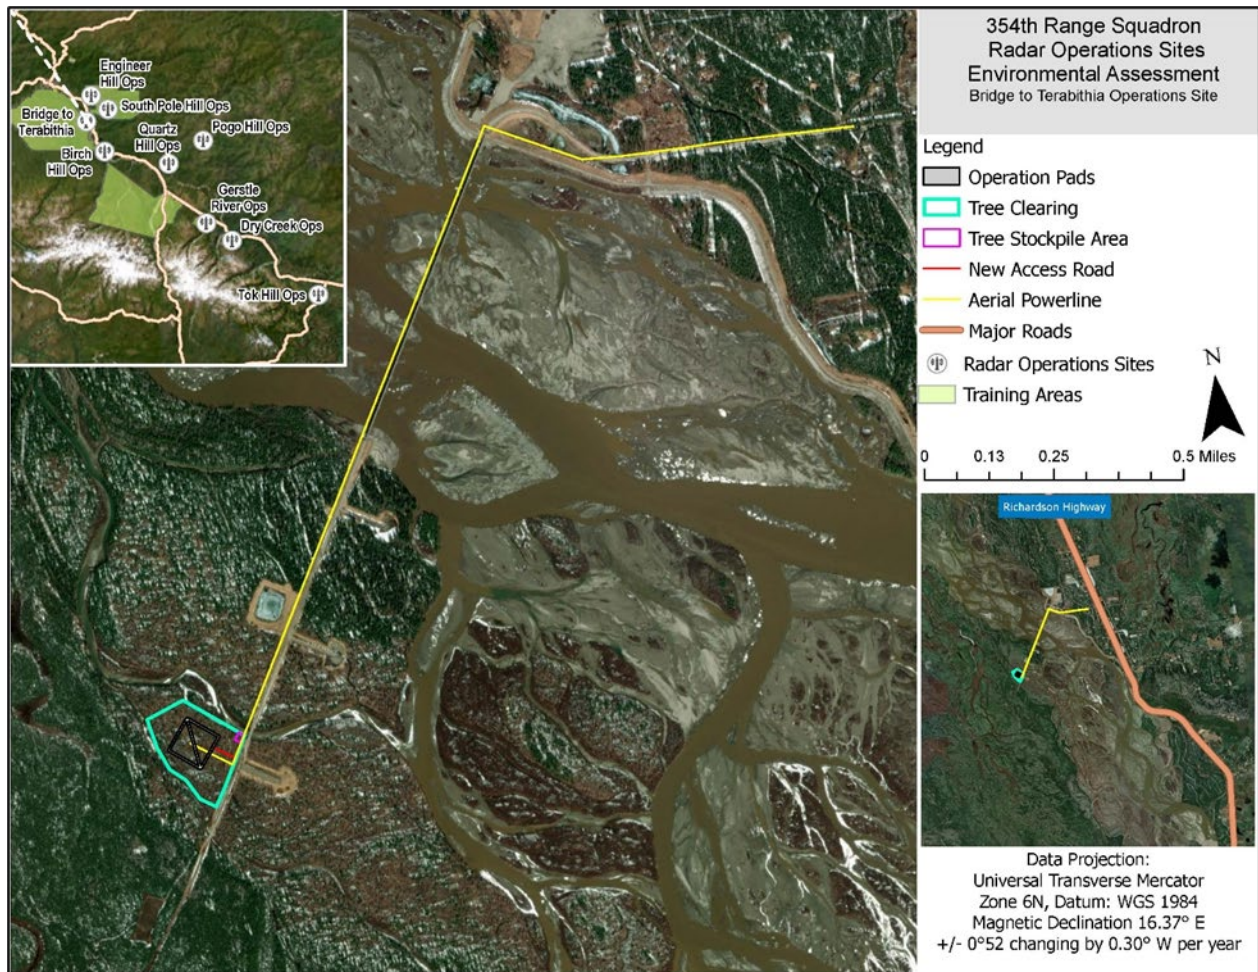 Engineer
Hill Ops
South Pole Hill Ops
Bridge to
Terabithia
Quartz
Hill Ops
Pogo Hill Ops
Birch
Hill Ops
Gerstle
River Ops
Dry Creek Ops
Tok Hill Ops
354th Range Squadron
Radar Operations Sites
Environmental Assessment
Bridge to Terabithia Operations Site
Legend
Operation Pads
Tree Clearing
Tree Stockpile Area
New Access Road
Aerial Powerline
Major Roads
Radar Operations Sites
Training Areas
N
0 0.13 0.25 0.5 Miles
Richardson Highway
Data Projection:
Universal Transverse Mercator
Zone 6N, Datum: WGS 1984
Magnetic Declination 16.37° E
+/- 0°52 changing by 0.30° W per year